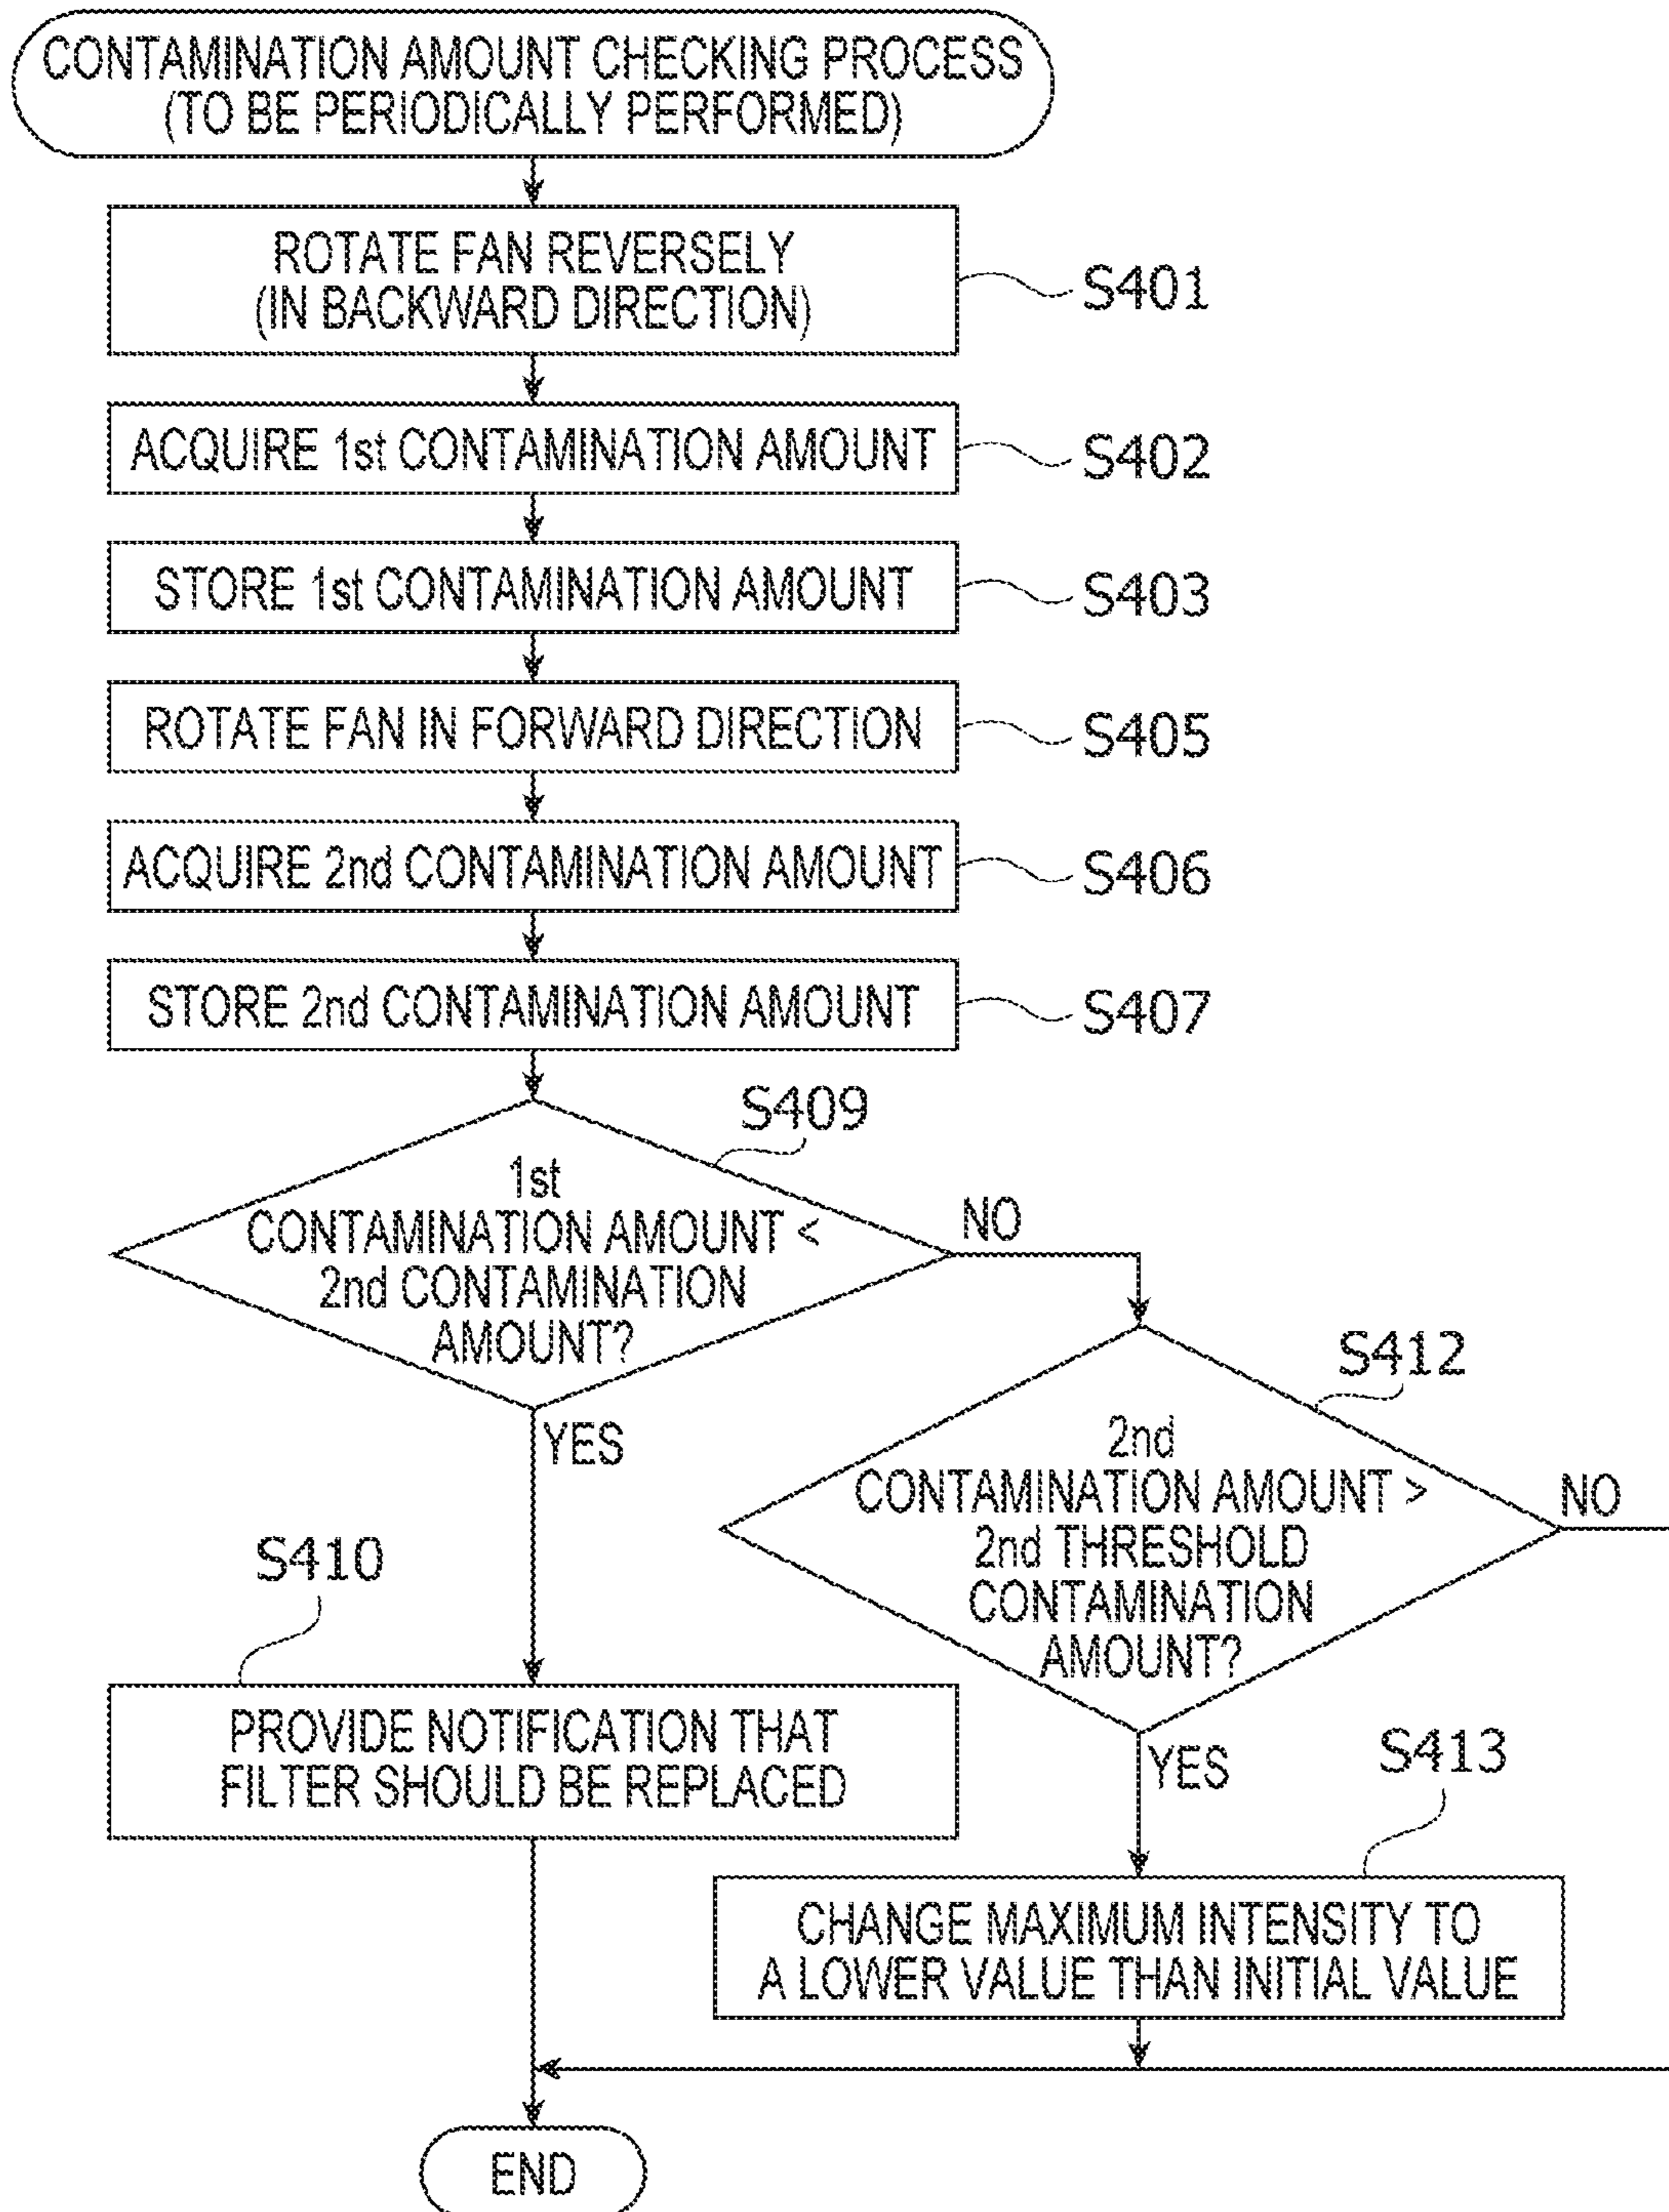 CONTAMINATION AMOUNT CHECKING PROCESS
(TO BE PERIODICALLY PERFORMED)
ROTATE FAN REVERSELY
(IN BACKWARD DIRECTION)
S401
ACQUIRE 1st CONTAMINATION AMOUNT
S402
STORE 1st CONTAMINATION AMOUNT
S403
ROTATE FAN IN FORWARD DIRECTION
S405
ACQUIRE 2nd CONTAMINATION AMOUNT
S406
STORE 2nd CONTAMINATION AMOUNT
S407
S409
1st
CONTAMINATION AMOUNT <
2nd CONTAMINATION
AMOUNT?
NO
YES
S412
2nd
CONTAMINATION AMOUNT >
2nd THRESHOLD
CONTAMINATION
AMOUNT?
NO
YES
S410
PROVIDE NOTIFICATION THAT
FILTER SHOULD BE REPLACED
S413
CHANGE MAXIMUM INTENSITY TO
A LOWER VALUE THAN INITIAL VALUE
END